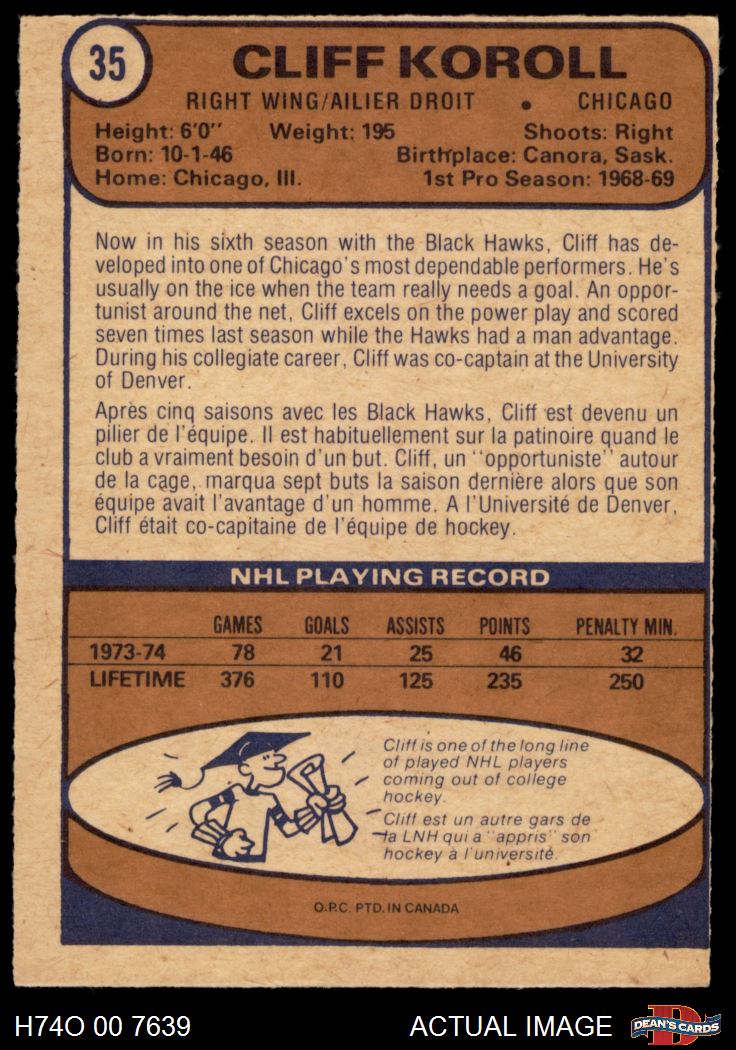 35
CLIFF KOROLL
RIGHT WING/AILIER DROIT • CHICAGO
Height: 6'0'' Weight: 195 Shoots: Right
Born: 10-1-46 Birthplace: Canora, Sask.
Home: Chicago, Ill. 1st Pro Season: 1968-69
Now in his sixth season with the Black Hawks, Cliff has de-
veloped into one of Chicago's most dependable performers. He's
usually on the ice when the team really needs a goal. An oppor-
tunist around the net, Cliff excels on the power play and scored
seven times last season while the Hawks had a man advantage.
During his collegiate career, Cliff was co-captain at the University
of Denver.
Après cinq saisons avec les Black Hawks, Cliff est devenu un
pilier de l'équipe. Il est habituellement sur la patinoire quand le
club a vraiment besoin d'un but. Cliff, un ''opportuniste'' autour
de la cage, marqua sept buts la saison dernière alors que son
équipe avait l'avantage d'un homme. A l'Université de Denver,
Cliff était co-capitaine de l'équipe de hockey.
NHL PLAYING RECORD
GAMES GOALS ASSISTS POINTS PENALTY MIN.
1973-74 78 21 25 46 32
LIFETIME 376 110 125 235 250
Cliff is one of the long line
of played NHL players
coming out of college
hockey.
Cliff est un autre gars de
la LNH qui a ''appris'' son
hockey à l'université.
O.P.C. PTD. IN CANADA
H74O 00 7639 ACTUAL IMAGE DEAN'S CARDS